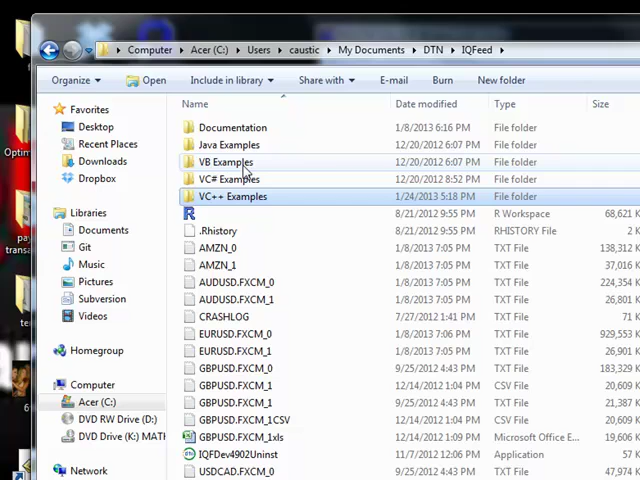 Computer ▸ Acer (C:) ▸ Users ▸ caustic ▸ My Documents ▸ DTN ▸ IQFeed ▸
Organize Open Include in library Share with E-mail Burn New folder
Name Date modified Type Size
Favorites
Desktop
Recent Places
Downloads
Dropbox
Libraries
Documents
Git
Music
Pictures
Subversion
Videos
Homegroup
Computer
Acer (C:)
DVD RW Drive (D:)
DVD Drive (K:) MATH
Network
Documentation 1/8/2013 6:16 PM File folder
Java Examples 12/20/2012 6:07 PM File folder
VB Examples 12/20/2012 6:07 PM File folder
VC# Examples 12/20/2012 8:52 PM File folder
VC++ Examples 1/24/2013 5:18 PM File folder
8/21/2012 9:55 PM R Workspace 68,621 K
.Rhistory 8/21/2012 9:55 PM RHISTORY File 2 K
AMZN_0 1/8/2013 7:05 PM TXT File 138,312 K
AMZN_1 1/8/2013 7:05 PM TXT File 37,016 K
AUDUSD.FXCM_0 1/8/2013 7:05 PM TXT File 224,354 K
AUDUSD.FXCM_1 1/8/2013 7:05 PM TXT File 26,801 K
CRASHLOG 7/27/2012 1:41 PM TXT File 71 K
EURUSD.FXCM_0 1/8/2013 7:06 PM TXT File 929,553 K
EURUSD.FXCM_1 1/8/2013 7:05 PM TXT File 43,901 K
GBPUSD.FXCM_0 9/25/2012 4:43 PM TXT File 183,329 K
GBPUSD.FXCM_1 12/14/2012 1:04 PM CSV File 20,609 K
GBPUSD.FXCM_1 9/25/2012 4:43 PM TXT File 21,387 K
GBPUSD.FXCM_1CSV 12/14/2012 1:04 PM CSV File 20,609 K
GBPUSD.FXCM_1xls 12/14/2012 1:09 PM Microsoft Office E... 6,776 K
IQFDev4902Uninst 11/7/2012 12:06 PM Application 57 K
USDCAD.FXCM_0 9/25/2012 4:43 PM TXT File 96,471 K
Optim
pay
transa
te
6